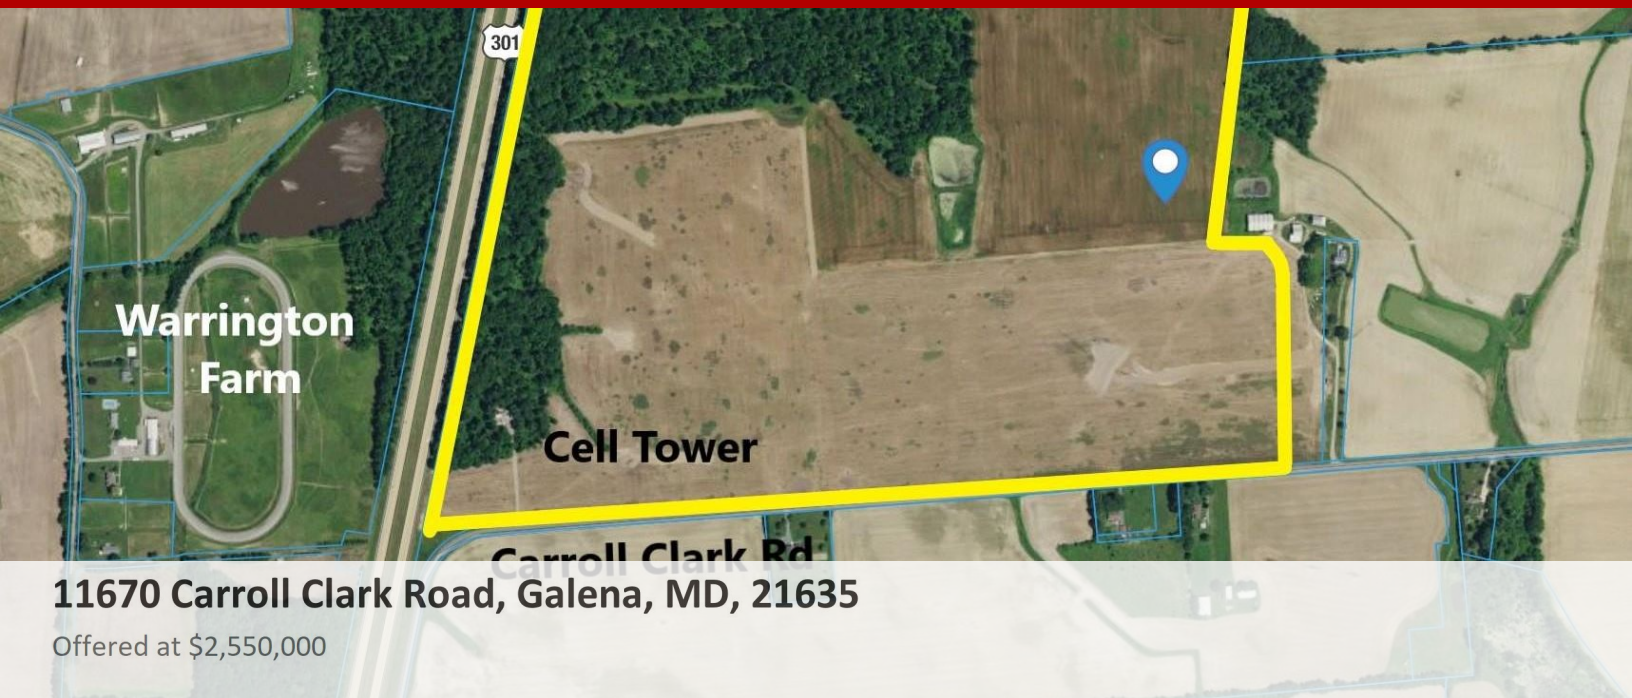 301
Warrington
Farm
Cell Tower
Carroll Clark Rd
11670 Carroll Clark Road, Galena, MD, 21635
Offered at $2,550,000